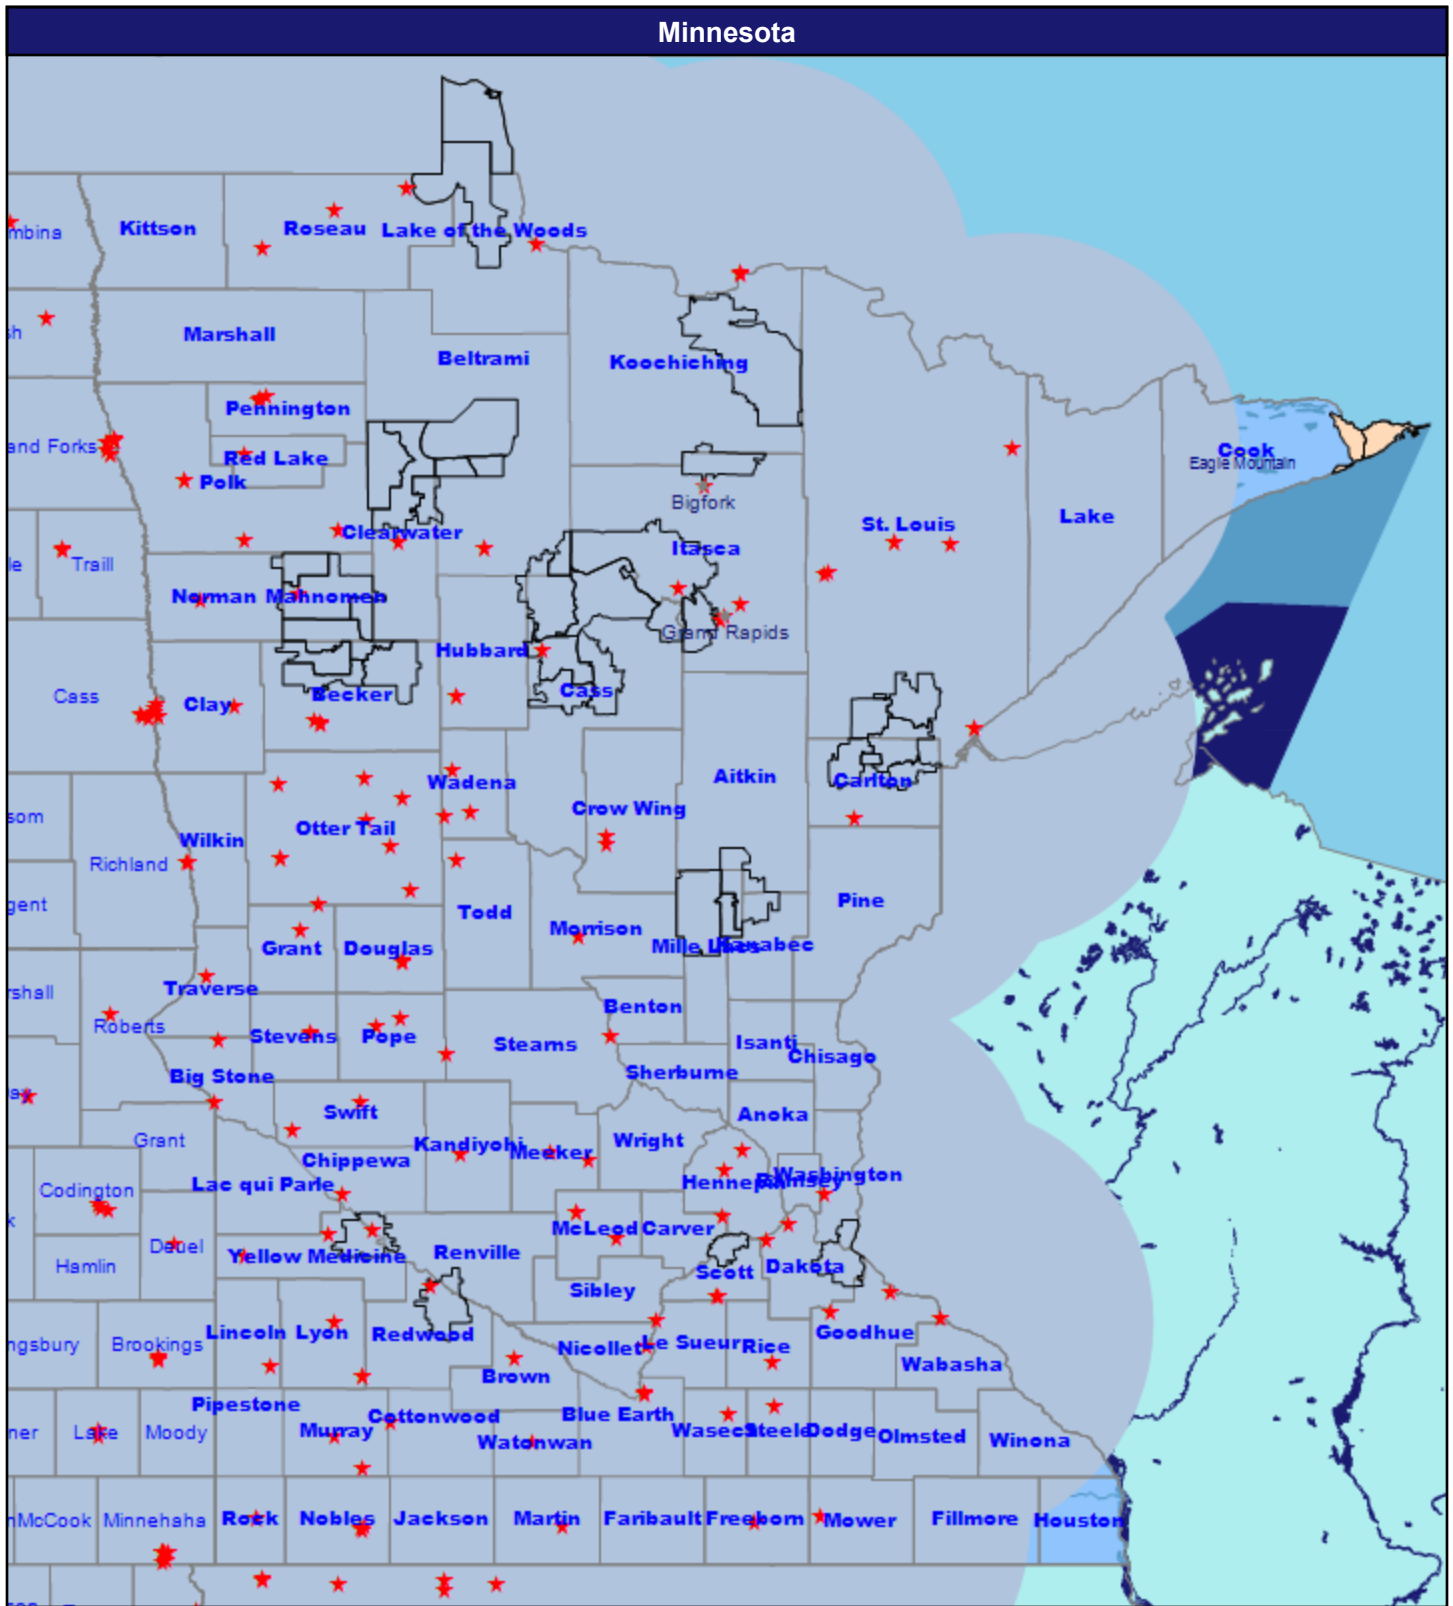 Minnesota
mbina
Kittson
Roseau
Lake of the Woods
sh
Marshall
Beltrami
Koochiching
Pennington
and Forks
Red Lake
Polk
Cook
Eagle Mountain
Bigfork
Lake
St. Louis
Clearwater
Itasca
le
Traill
Norman
Mahnomen
Grand Rapids
Hubbard
Cass
Cass
Clay
Becker
Aitkin
Carlton
Wadena
Crow Wing
som
Otter Tail
Wilkin
Richland
gent
Pine
Todd
Morrison
Mille Lacs
Kanabec
Grant
Douglas
Traverse
rshall
Roberts
Benton
Stevens
Pope
Stearns
Isanti
Chisago
Big Stone
Sherburne
Swift
Anoka
Grant
Kandiyohi
Meeker
Wright
Chippewa
Washington
Hennepin
Ramsey
Codington
Lac qui Parle
McLeod
Carver
Deuel
Yellow Medicine
Renville
Hamlin
Scott
Dakota
Sibley
Lincoln
Lyon
Redwood
ngsbury
Brookings
Nicollet
Le Sueur
Rice
Goodhue
Wabasha
Brown
Pipestone
Cottonwood
Blue Earth
ner
Lake
Moody
Murray
Watonwan
Waseca
Steele
Dodge
Olmsted
Winona
McCook
Minnehaha
Rock
Nobles
Jackson
Martin
Faribault
Freeborn
Mower
Fillmore
Houston